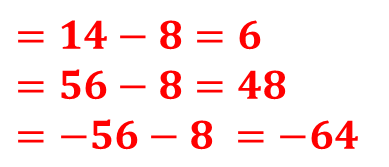 = 14 − 8 = 6
= 56 − 8 = 48
= −56 − 8 = −64